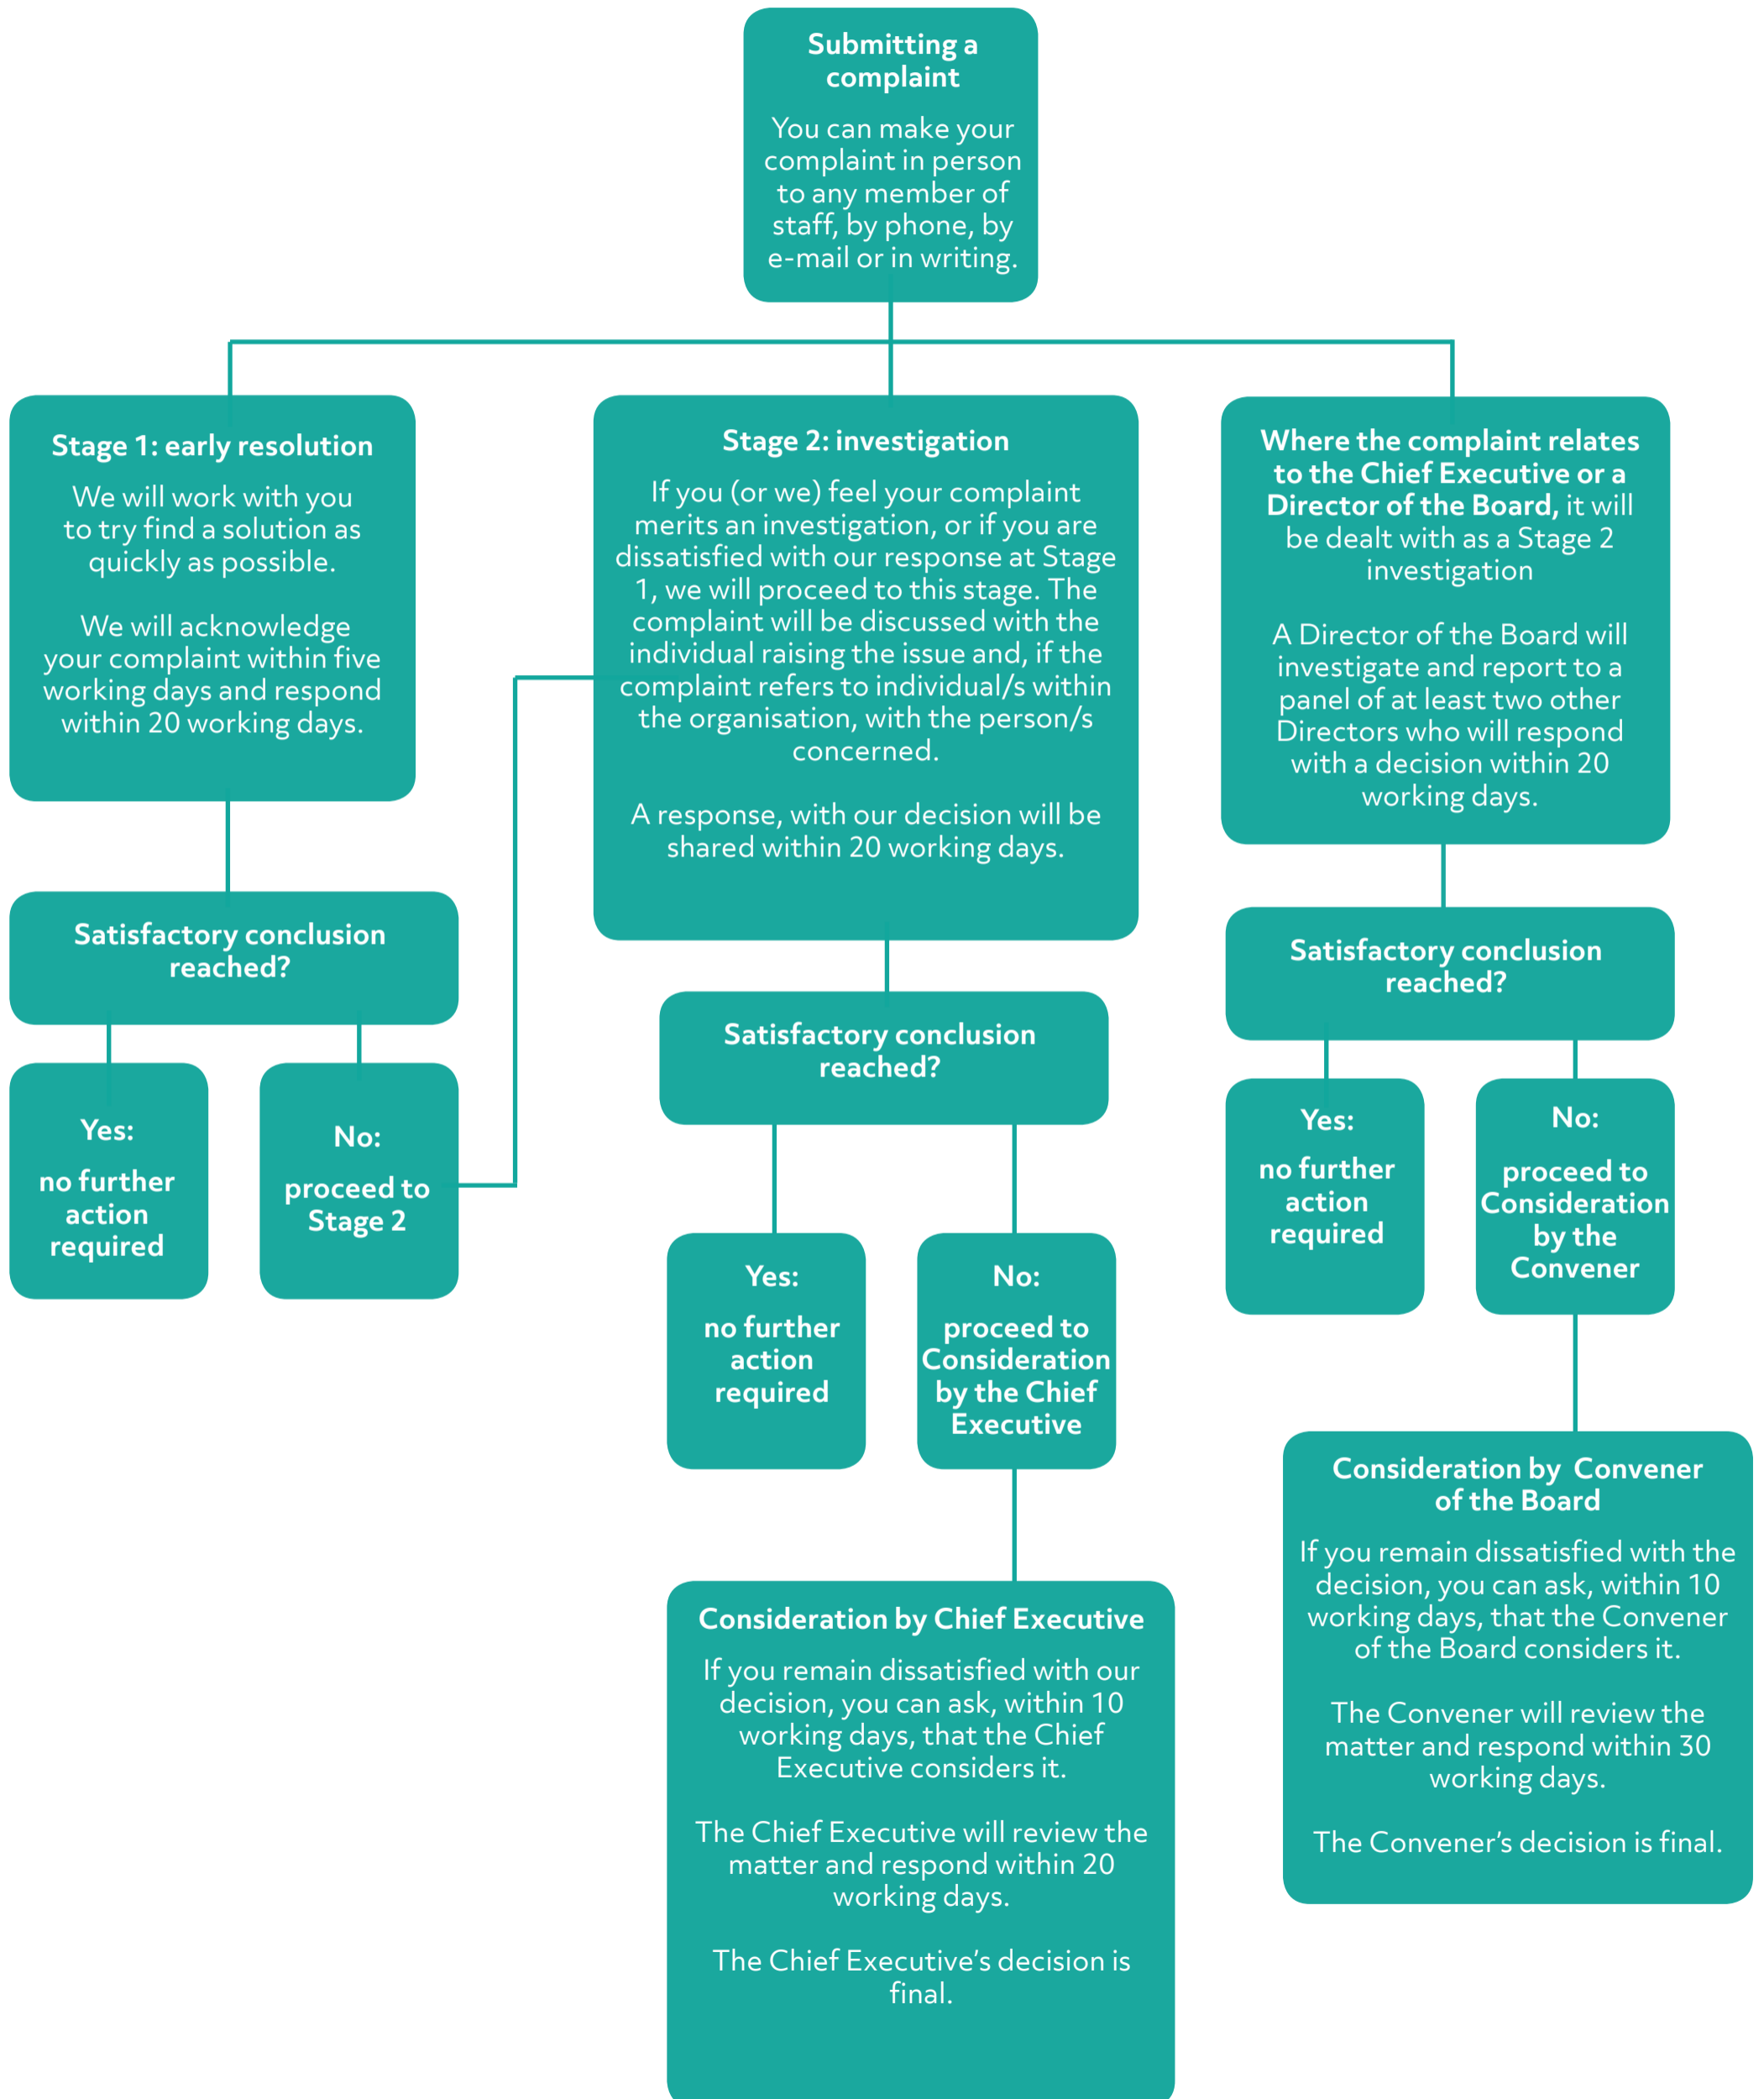 Submitting a
complaint
You can make your
complaint in person
to any member of
staff, by phone, by
e-mail or in writing.
Stage 1: early resolution
We will work with you
to try find a solution as
quickly as possible.
We will acknowledge
your complaint within five
working days and respond
within 20 working days.
Satisfactory conclusion
reached?
Yes:
no further
action
required
No:
proceed to
Stage 2
Stage 2: investigation
If you (or we) feel your complaint
merits an investigation, or if you are
dissatisfied with our response at Stage
1, we will proceed to this stage. The
complaint will be discussed with the
individual raising the issue and, if the
complaint refers to individual/s within
the organisation, with the person/s
concerned.
A response, with our decision will be
shared within 20 working days.
Satisfactory conclusion
reached?
Yes:
no further
action
required
No:
proceed to
Consideration
by the Chief
Executive
Consideration by Chief Executive
If you remain dissatisfied with our
decision, you can ask, within 10
working days, that the Chief
Executive considers it.
The Chief Executive will review the
matter and respond within 20
working days.
The Chief Executive’s decision is
final.
Where the complaint relates
to the Chief Executive or a
Director of the Board, it will
be dealt with as a Stage 2
investigation
A Director of the Board will
investigate and report to a
panel of at least two other
Directors who will respond
with a decision within 20
working days.
Satisfactory conclusion
reached?
Yes:
no further
action
required
No:
proceed to
Consideration
by the
Convener
Consideration by Convener
of the Board
If you remain dissatisfied with the
decision, you can ask, within 10
working days, that the Convener
of the Board considers it.
The Convener will review the
matter and respond within 30
working days.
The Convener’s decision is final.